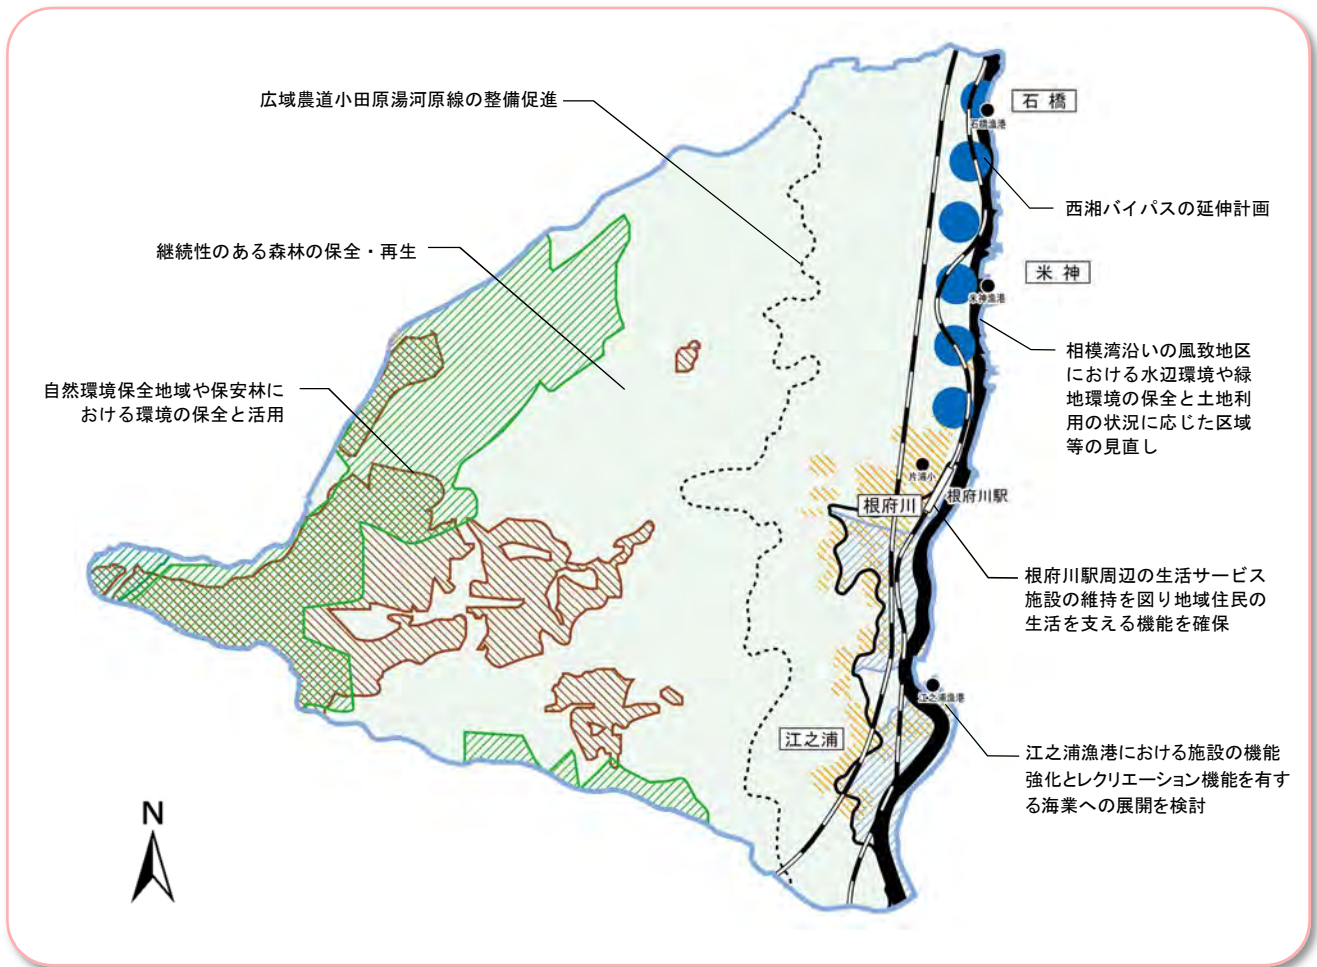 広域農道小田原湯河原線の整備促進
石橋
石橋漁港
西湘バイパスの延伸計画
継続性のある森林の保全・再生
米神
米神漁港
相模湾沿いの風致地区
における水辺環境や緑
地環境の保全と土地利
用の状況に応じた区域
等の見直し
自然環境保全地域や保安林に
おける環境の保全と活用
片浦小
根府川
根府川駅
根府川駅周辺の生活サービス
施設の維持を図り地域住民の
生活を支える機能を確保
江之浦漁港
江之浦
江之浦漁港における施設の機能
強化とレクリエーション機能を有す
る海業への展開を検討
N